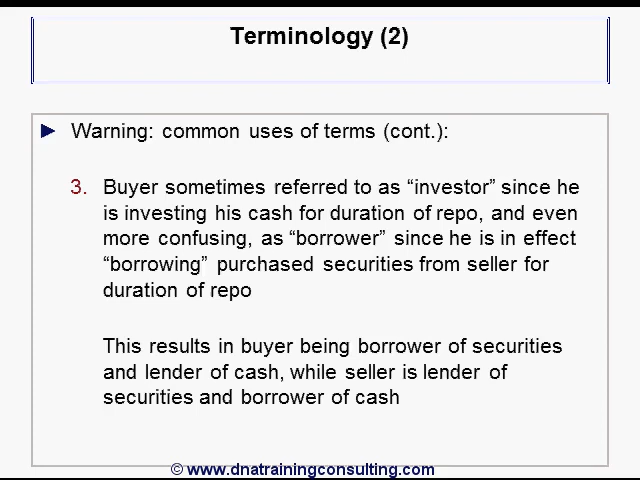 Terminology (2)
► Warning: common uses of terms (cont.):
3. Buyer sometimes referred to as “investor” since he
is investing his cash for duration of repo, and even
more confusing, as “borrower” since he is in effect
“borrowing” purchased securities from seller for
duration of repo
This results in buyer being borrower of securities
and lender of cash, while seller is lender of
securities and borrower of cash
© www.dnatrainingconsulting.com